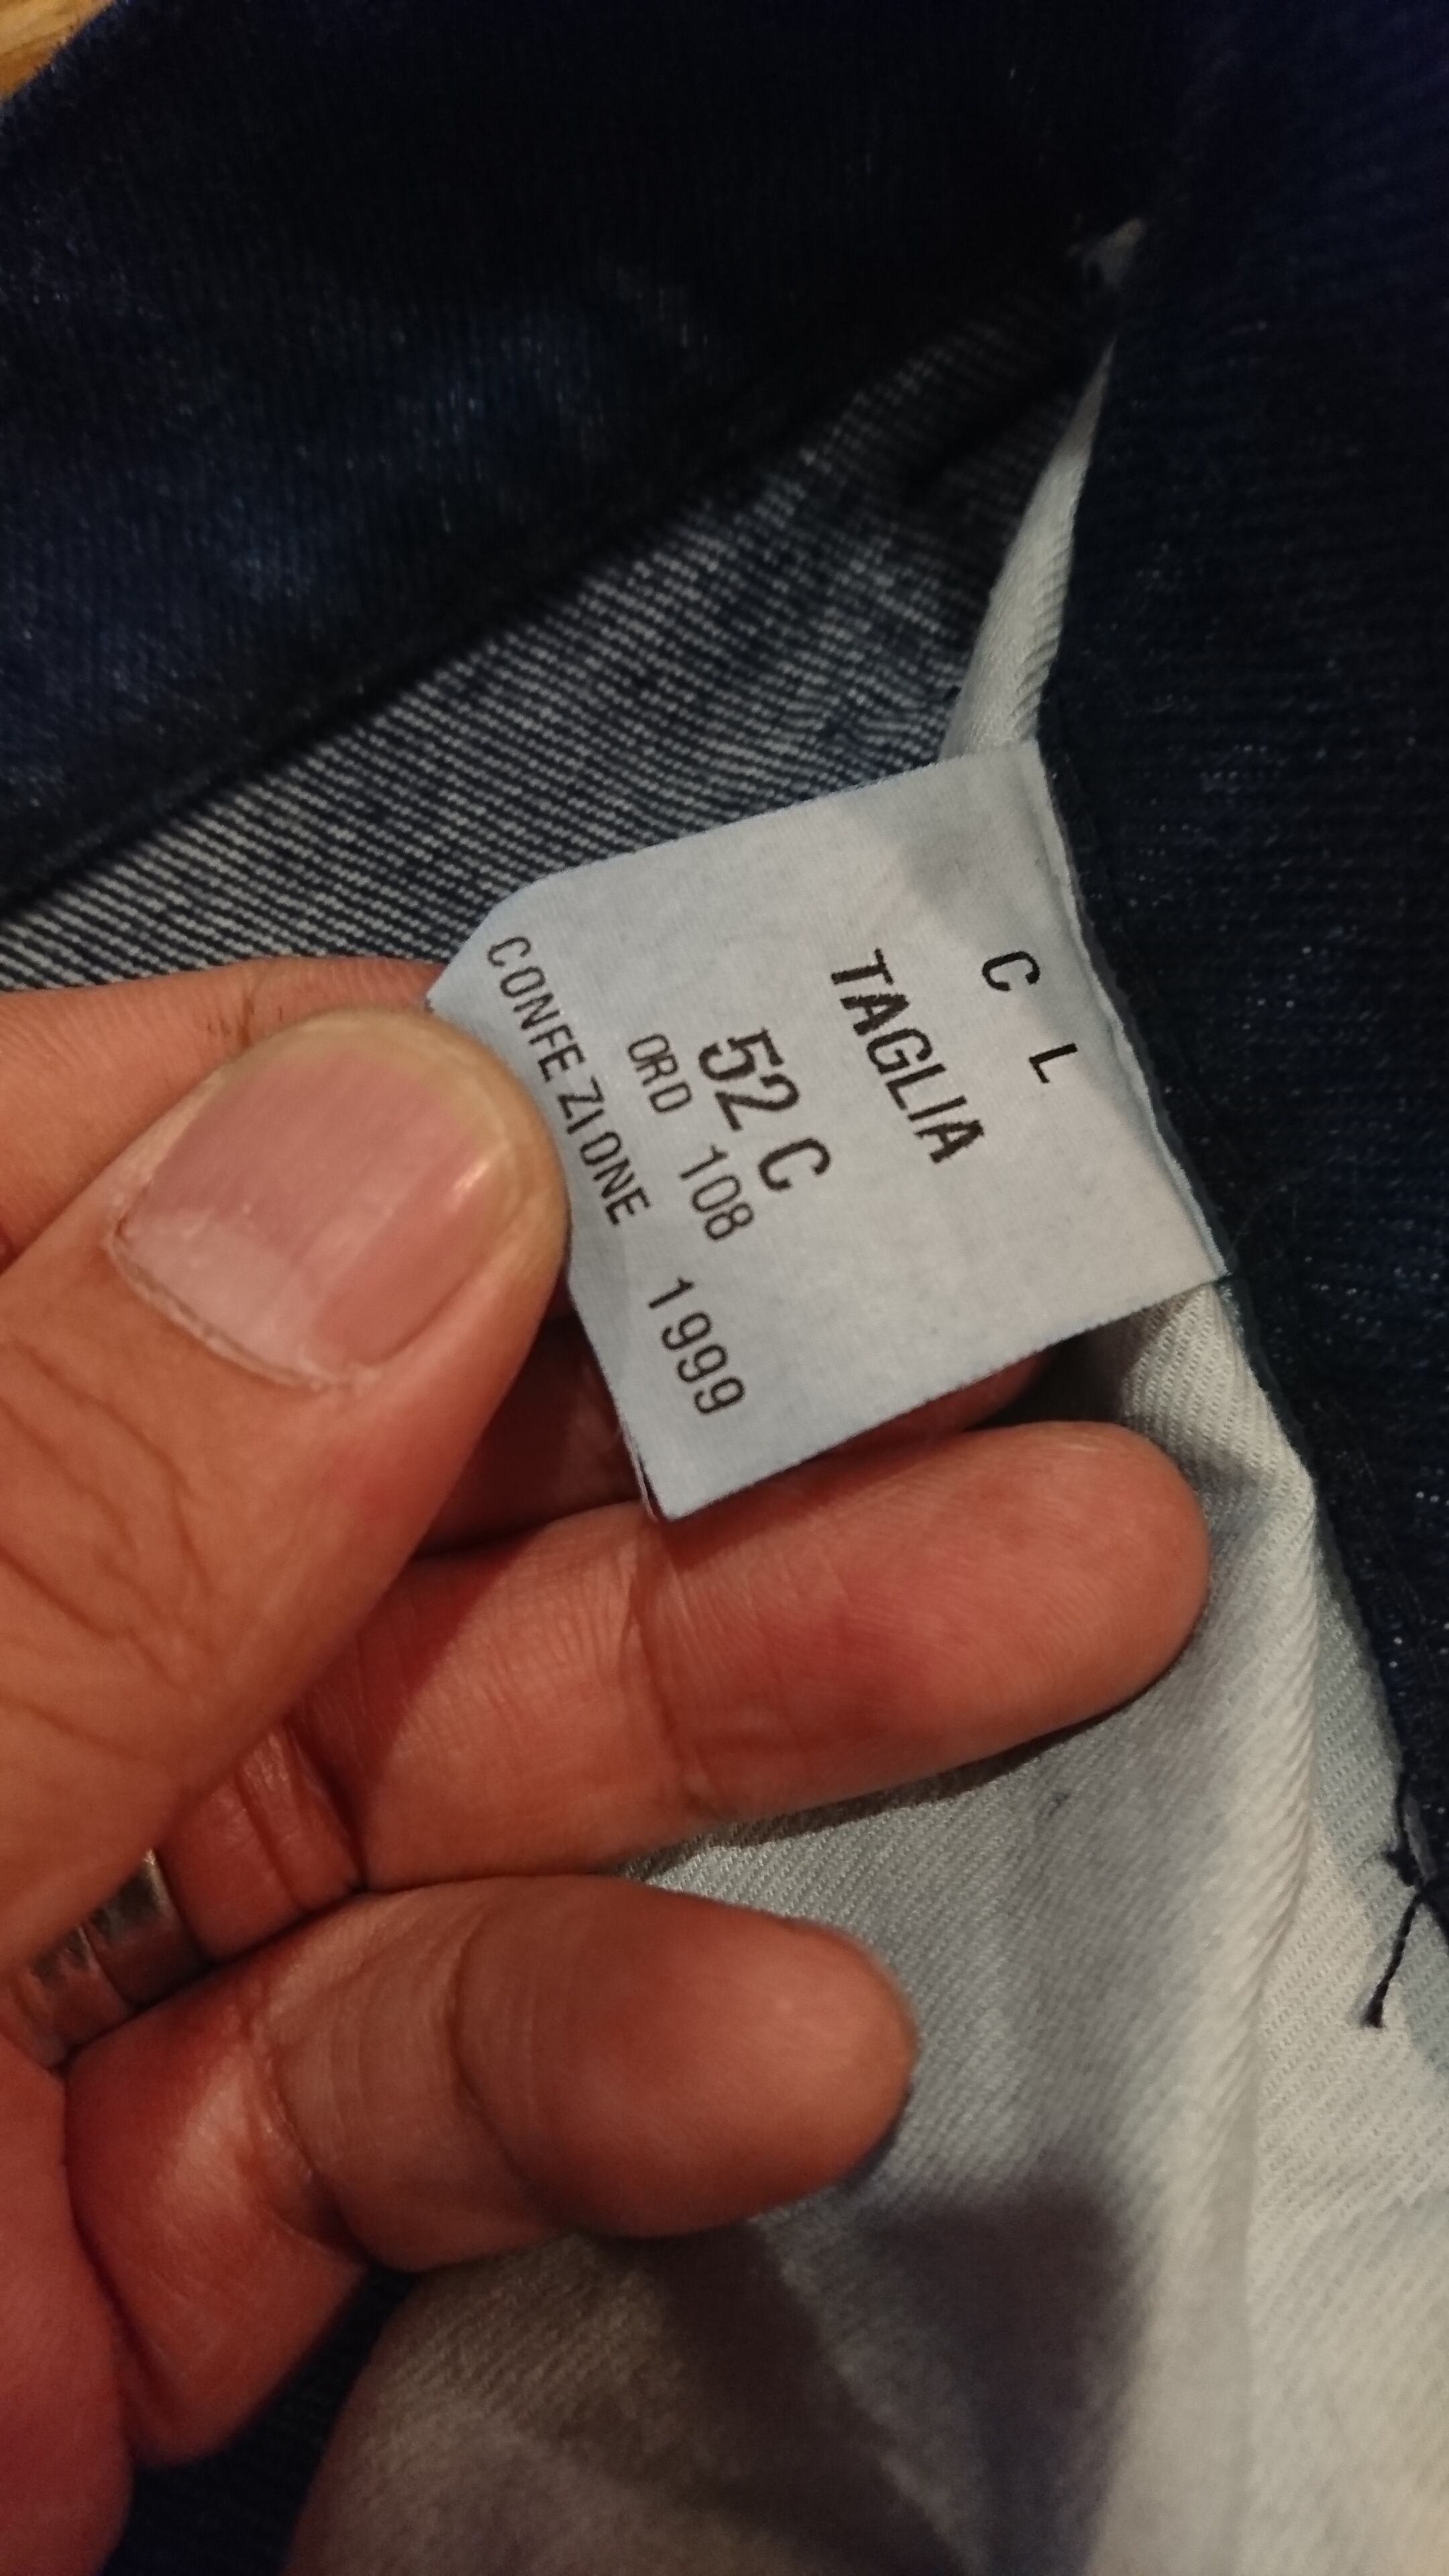 C L
TAGLIA
52 C
ORD 108
CONFEZIONE 1999